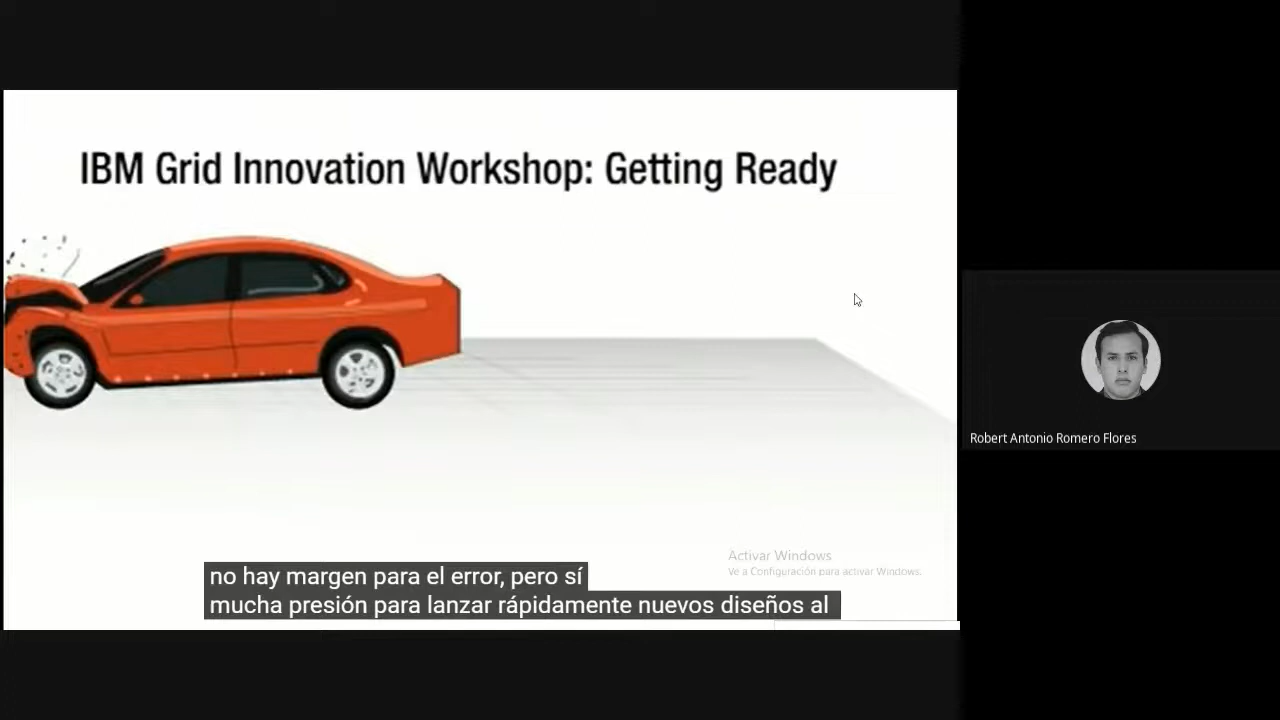 IBM Grid Innovation Workshop: Getting Ready
Activar Windows
Ve a Configuración para activar Windows.
no hay margen para el error, pero sí
mucha presión para lanzar rápidamente nuevos diseños al
Robert Antonio Romero Flores